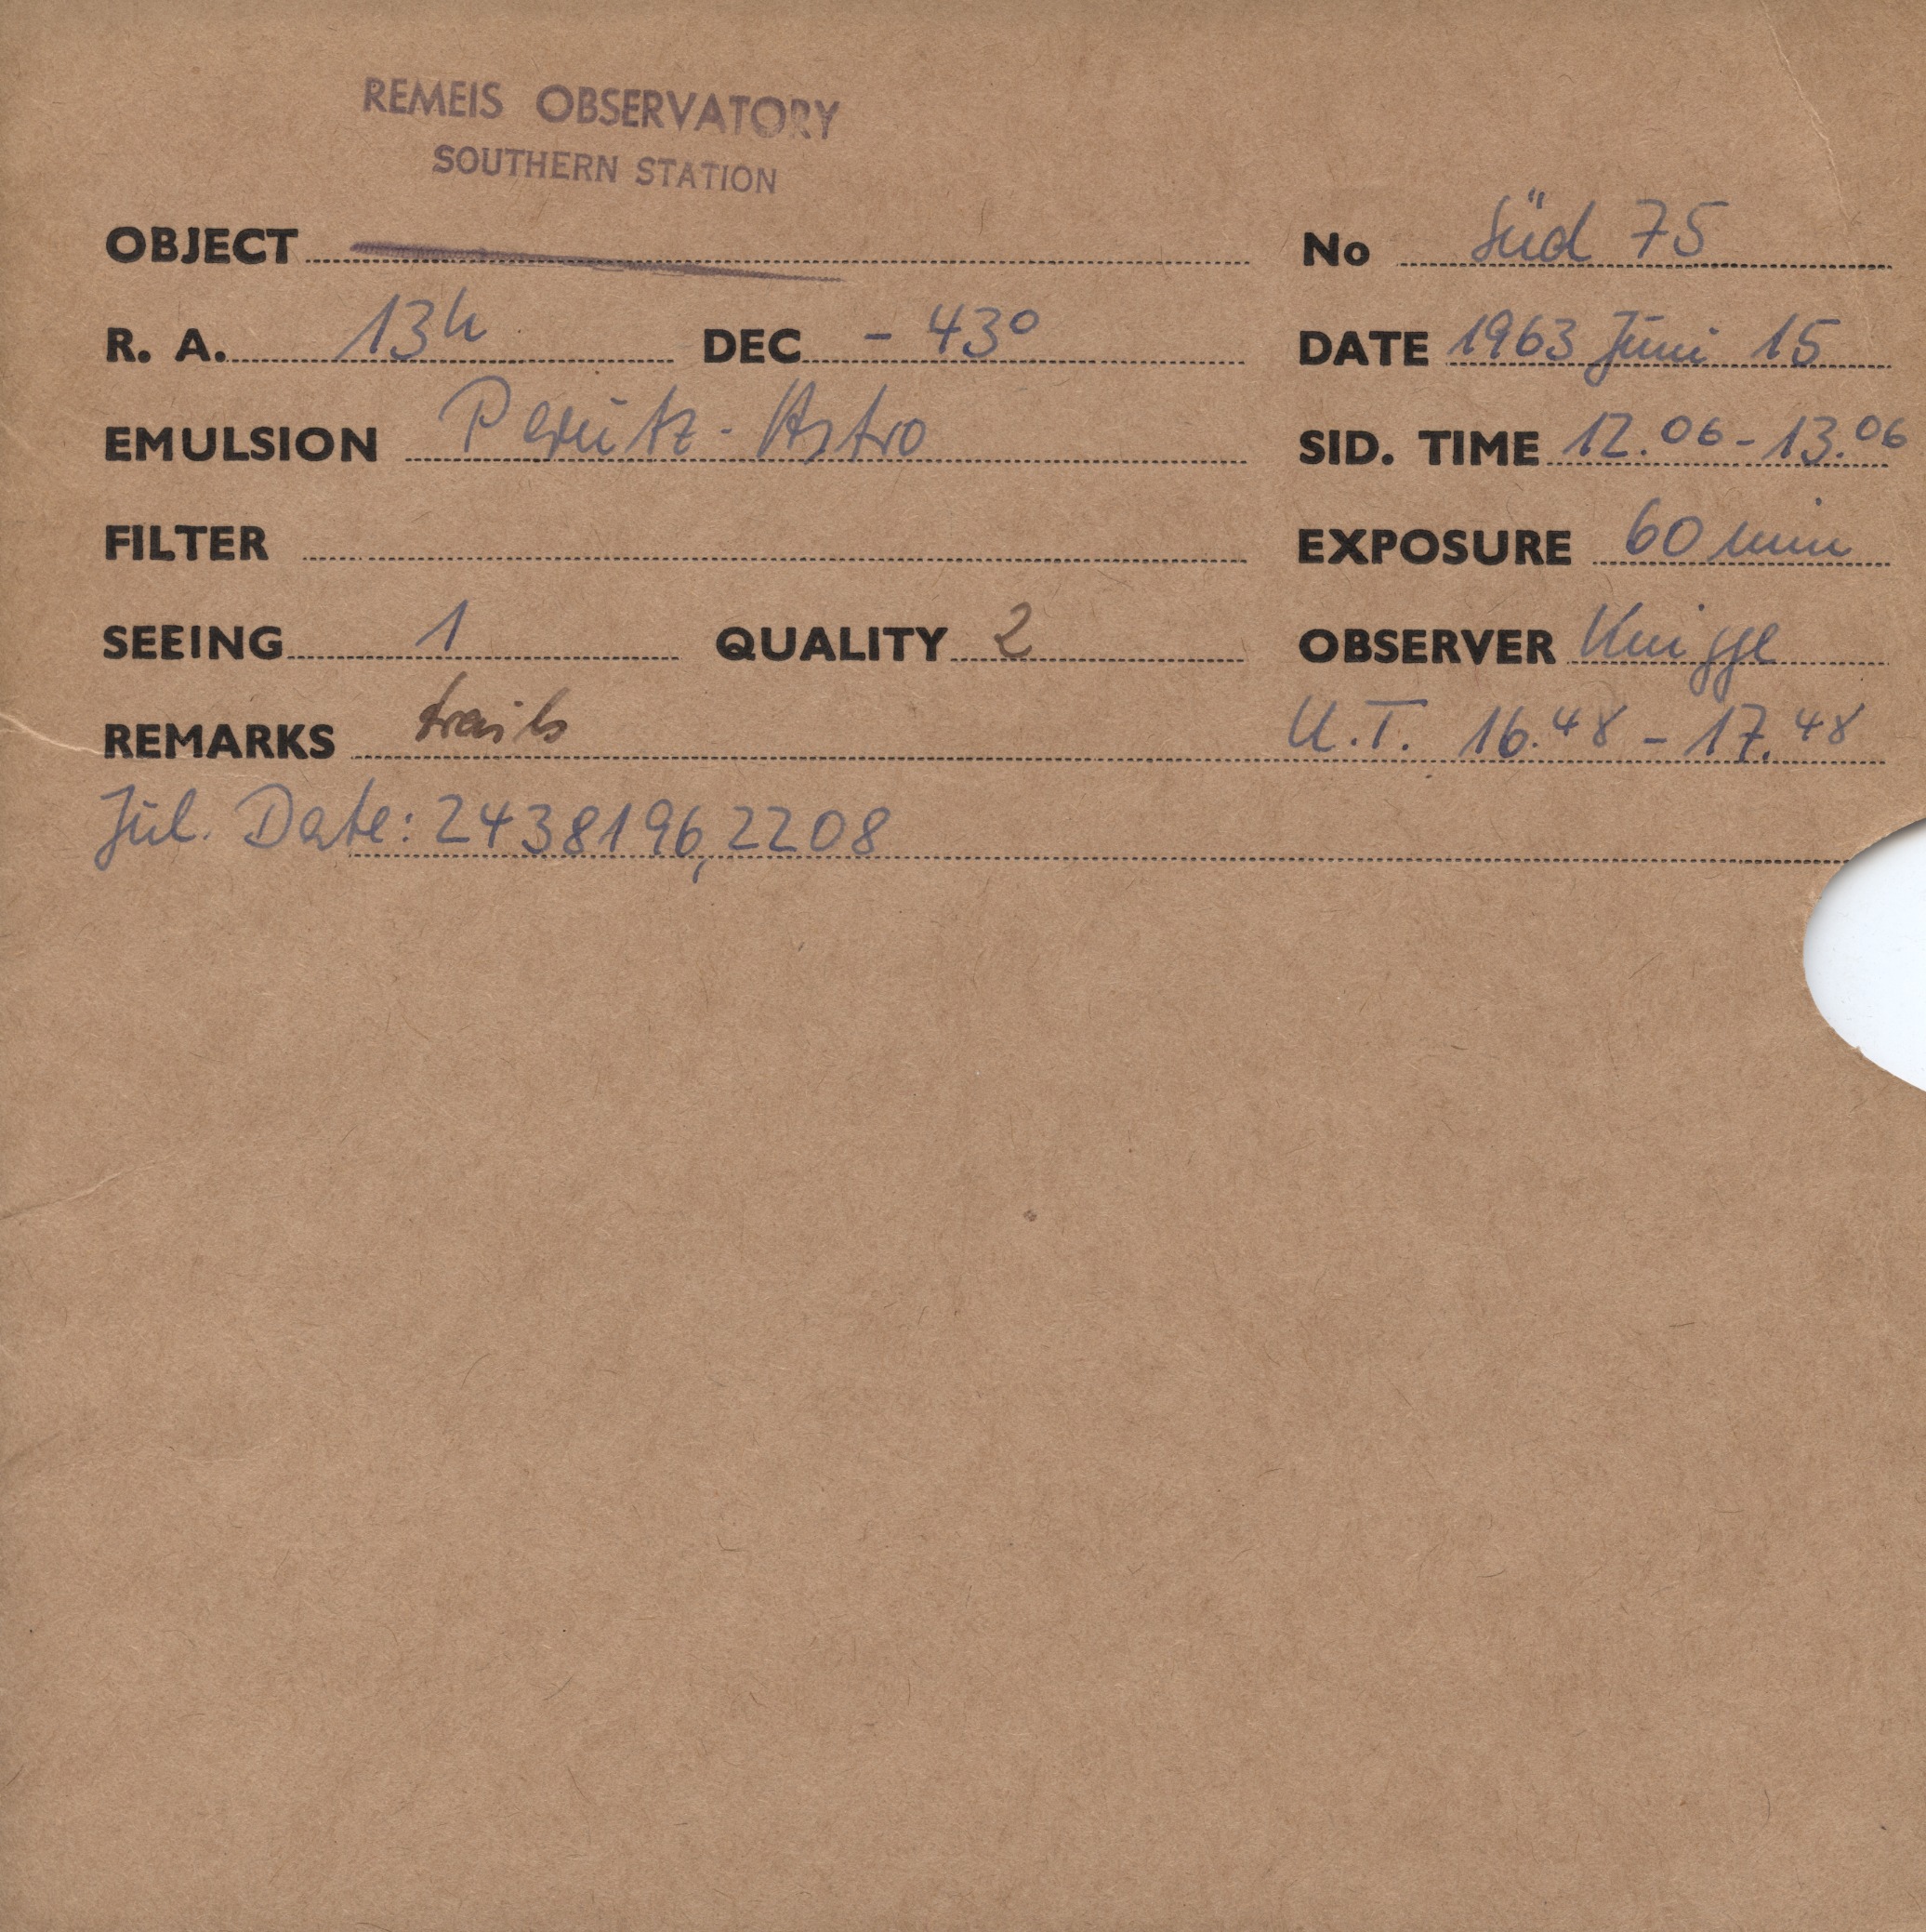 REMEIS OBSERVATORY
SOUTHERN STATION
OBJECT No Süd 75
R. A. 13h DEC - 43° DATE 1963 Juni 15
EMULSION Perutz - Astro SID. TIME 12.06 - 13.06
FILTER EXPOSURE 60 min
SEEING 1 QUALITY 2 OBSERVER Knigge
REMARKS trails U.T. 16.48 - 17.48
Jul. Date: 2438196,2208